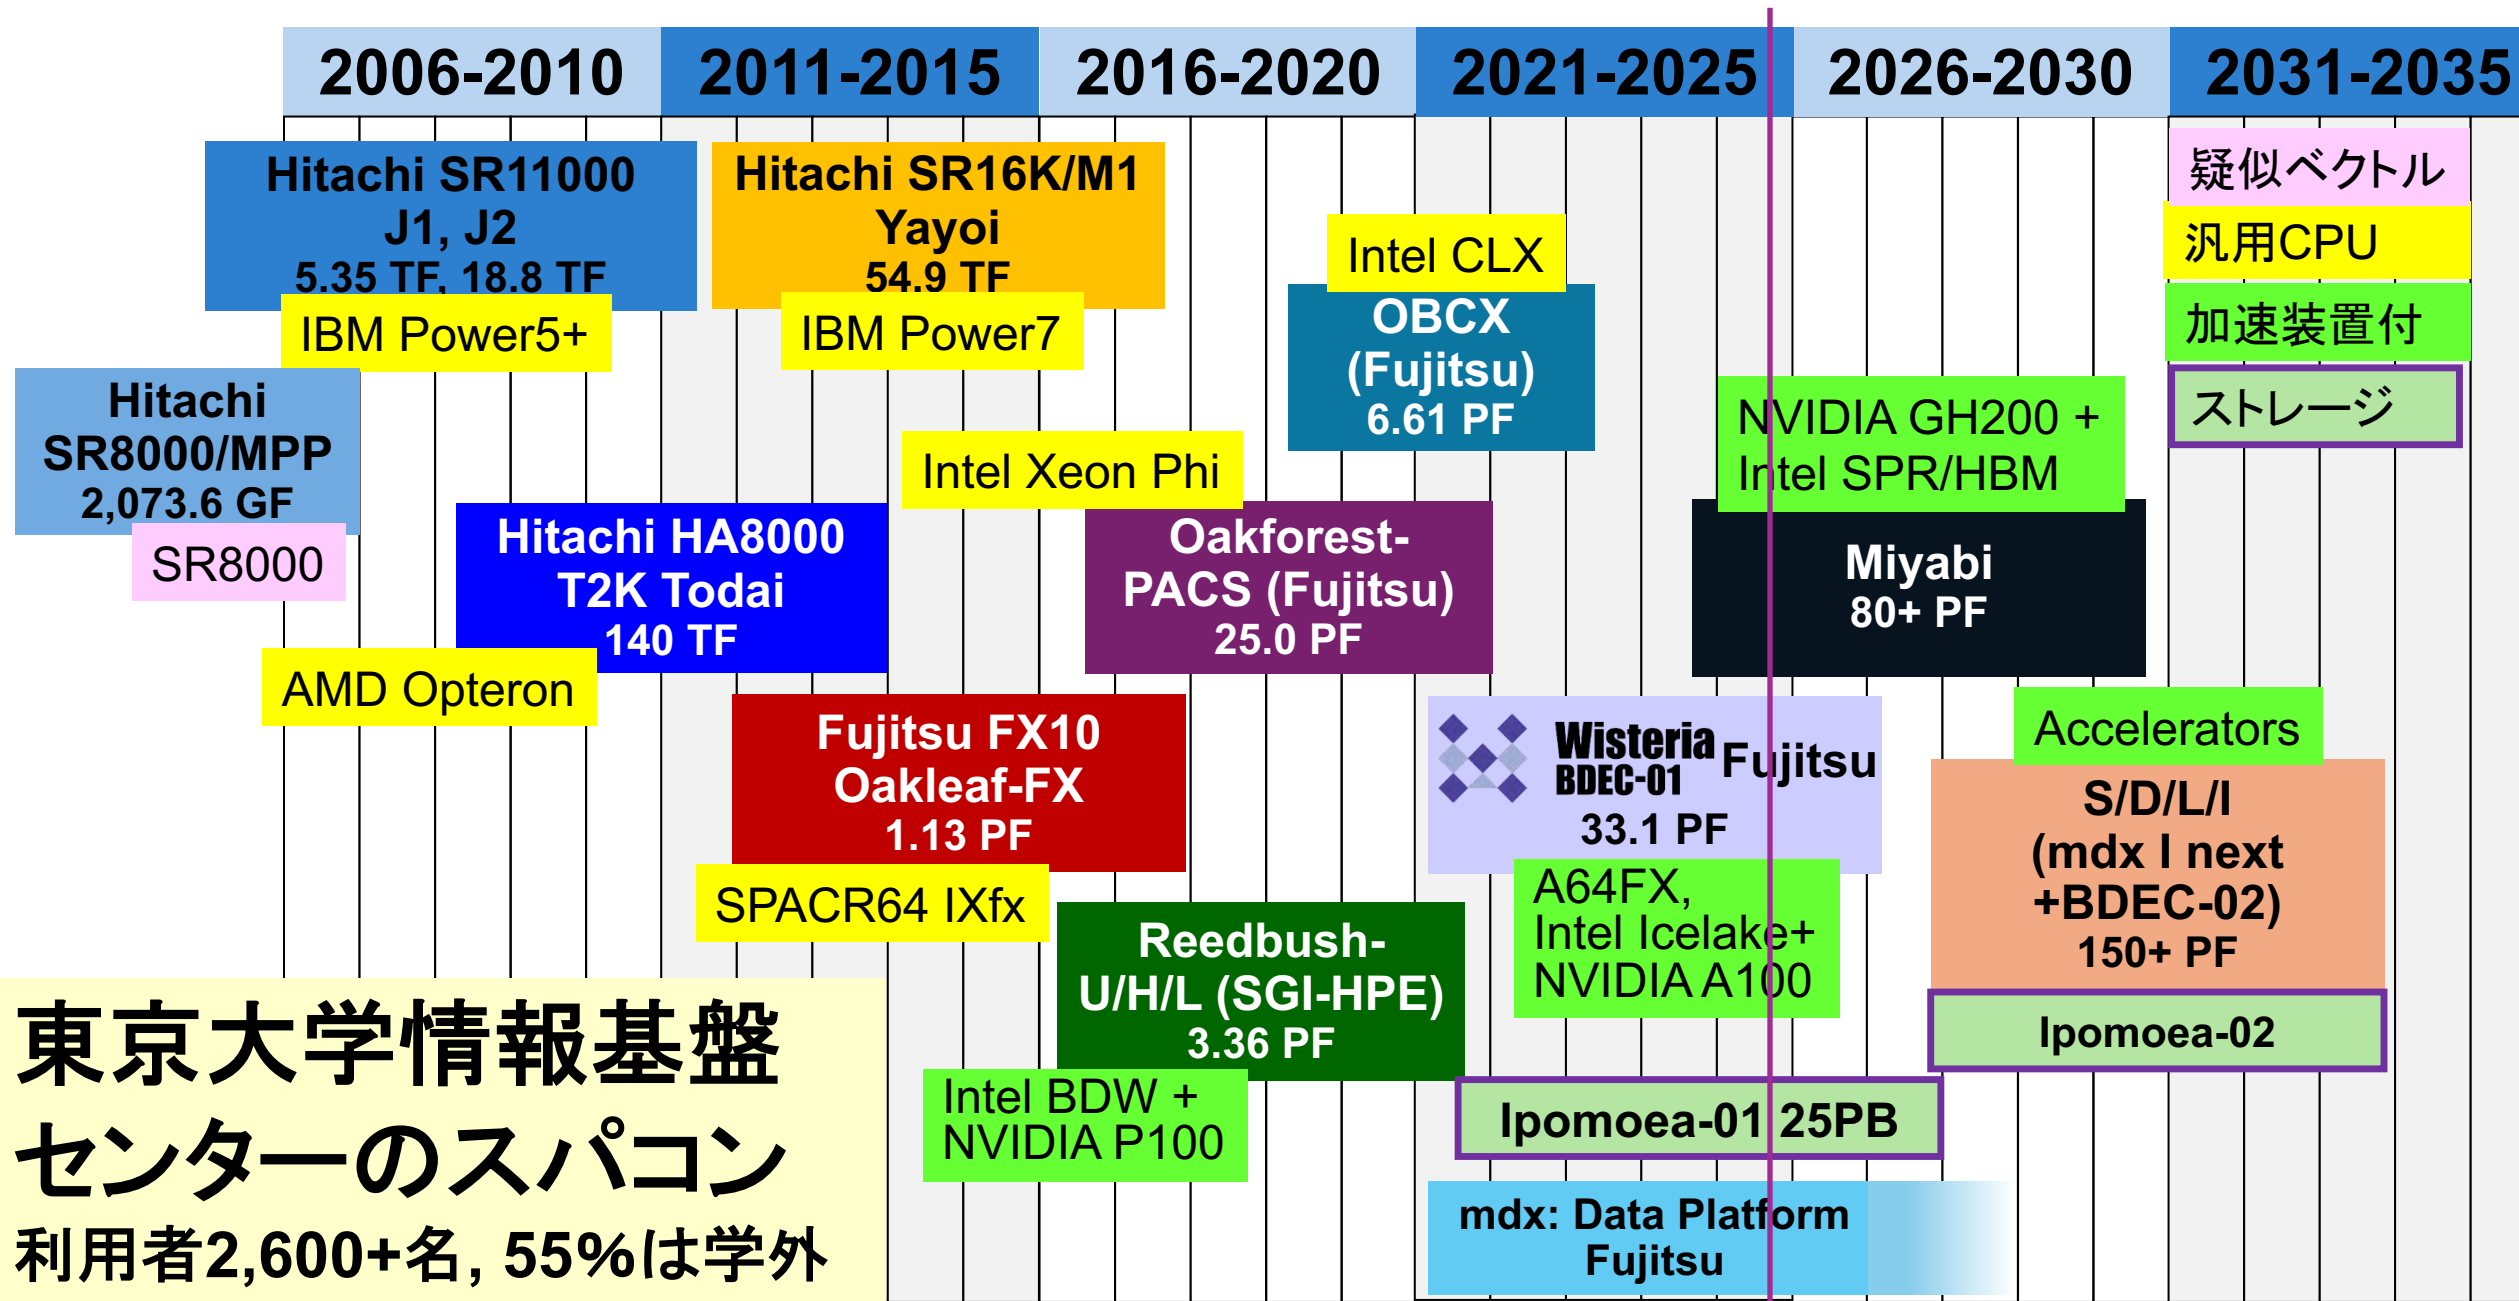 2006-2010
2011-2015
2016-2020
2021-2025
2026-2030
2031-2035
Hitachi SR11000
J1, J2
5.35 TF, 18.8 TF
IBM Power5+
Hitachi SR16K/M1
Yayoi
54.9 TF
IBM Power7
Intel CLX
OBCX
(Fujitsu)
6.61 PF
疑似ベクトル
汎用CPU
加速装置付
ストレージ
Hitachi
SR8000/MPP
2,073.6 GF
SR8000
Hitachi HA8000
T2K Todai
140 TF
AMD Opteron
Intel Xeon Phi
Oakforest-
PACS (Fujitsu)
25.0 PF
NVIDIA GH200 +
Intel SPR/HBM
Miyabi
80+ PF
Fujitsu FX10
Oakleaf-FX
1.13 PF
SPACR64 IXfx
Wisteria
BDEC-01
Fujitsu
33.1 PF
A64FX,
Intel Icelake+
NVIDIA A100
Accelerators
S/D/L/I
(mdx I next
+BDEC-02)
150+ PF
Ipomoea-02
Reedbush-
U/H/L (SGI-HPE)
3.36 PF
Intel BDW +
NVIDIA P100
Ipomoea-01 25PB
mdx: Data Platform
Fujitsu
東京大学情報基盤
センターのスパコン
利用者2,600+名, 55%は学外